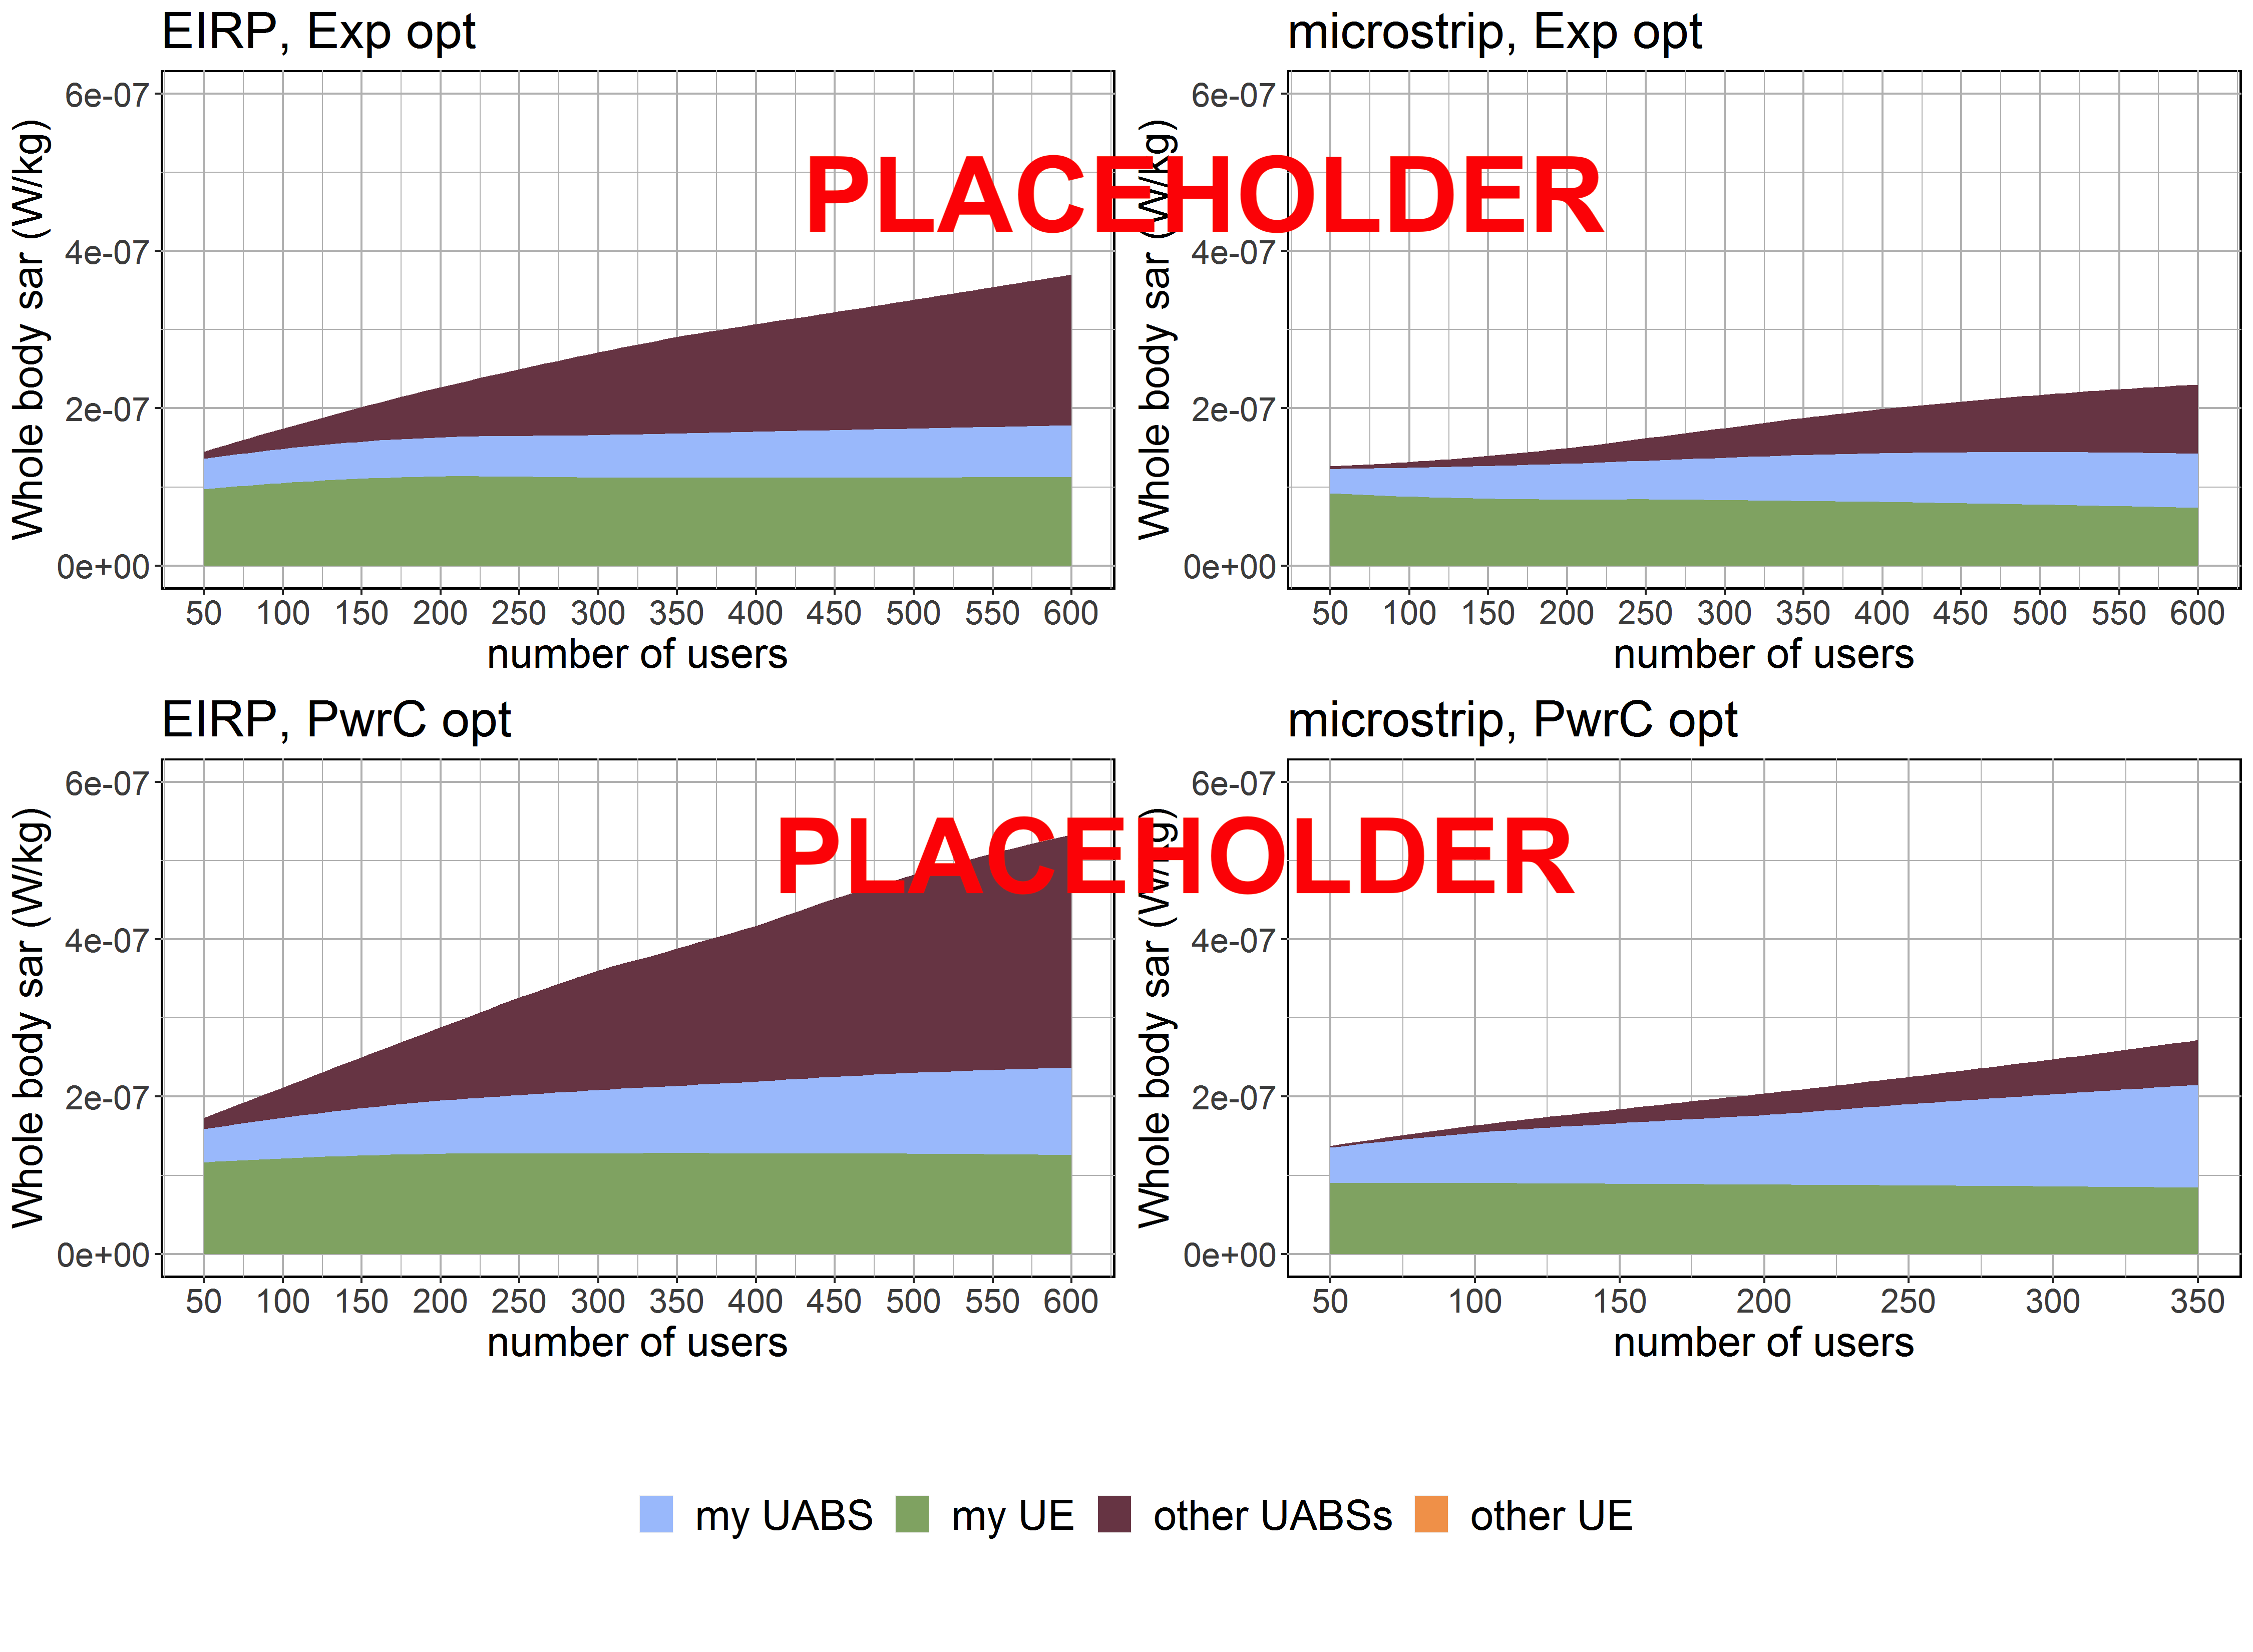 EIRP, Exp opt
microstrip, Exp opt
PLACEHOLDER
Whole body sar (W/kg)
6e-07
4e-07
2e-07
0e+00
50 100 150 200 250 300 350 400 450 500 550 600
number of users
Whole body sar (W/kg)
6e-07
4e-07
2e-07
0e+00
50 100 150 200 250 300 350 400 450 500 550 600
number of users
EIRP, PwrC opt
microstrip, PwrC opt
PLACEHOLDER
Whole body sar (W/kg)
6e-07
4e-07
2e-07
0e+00
50 100 150 200 250 300 350 400 450 500 550 600
number of users
Whole body sar (W/kg)
6e-07
4e-07
2e-07
0e+00
50 100 150 200 250 300 350
number of users
my UABS my UE other UABSs other UE